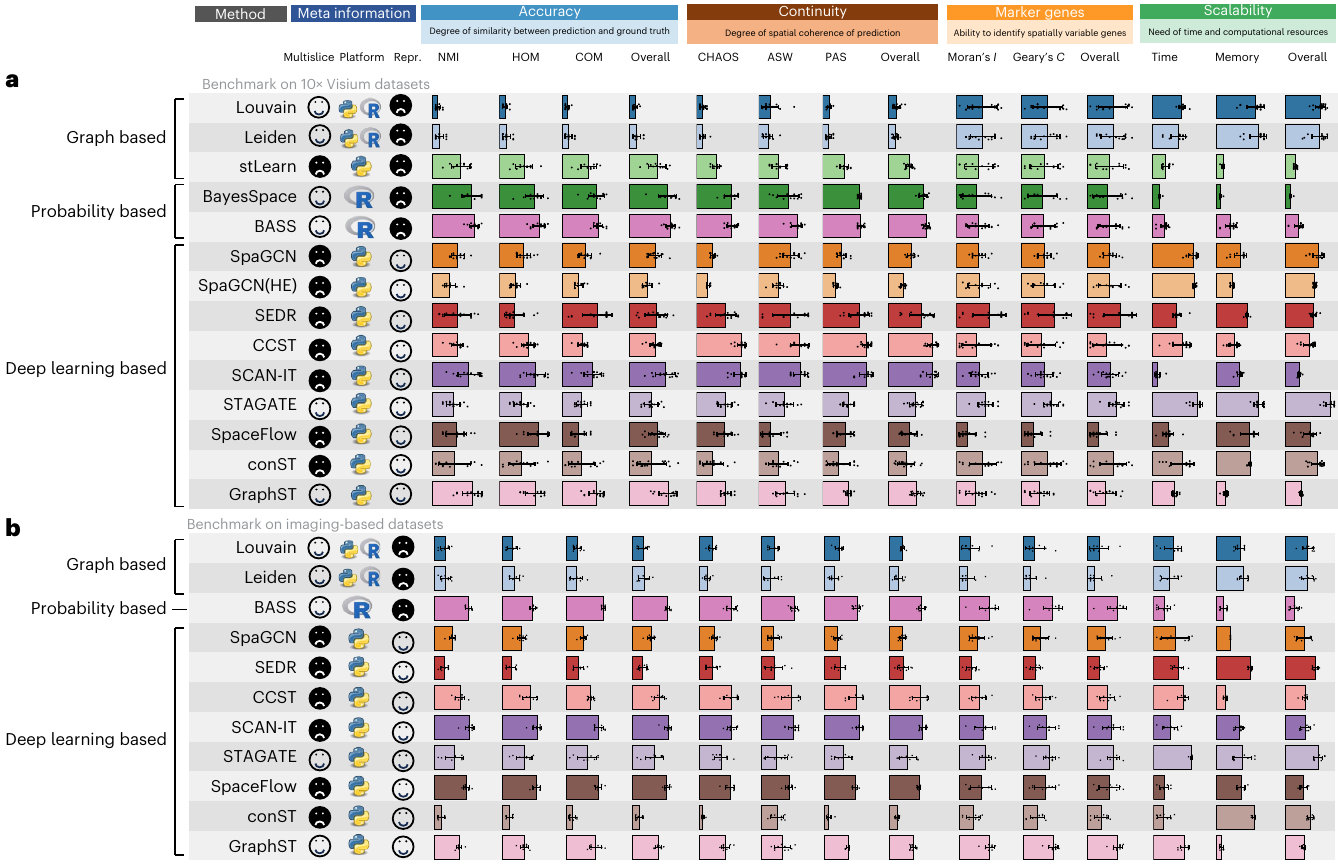 Method Meta information Accuracy Continuity Marker genes Scalability
Degree of similarity between prediction and ground truth Degree of spatial coherence of prediction Ability to identify spatially variable genes Need of time and computational resources
Multislice Platform Repr. NMI HOM COM Overall CHAOS ASW PAS Overall Moran's I Geary's C Overall Time Memory Overall
a
Benchmark on 10× Visium datasets
Graph based
Louvain
Leiden
stLearn
Probability based
BayesSpace
BASS
Deep learning based
SpaGCN
SpaGCN(HE)
SEDR
CCST
SCAN-IT
STAGATE
SpaceFlow
conST
GraphST
b
Benchmark on imaging-based datasets
Graph based
Louvain
Leiden
Probability based
BASS
Deep learning based
SpaGCN
SEDR
CCST
SCAN-IT
STAGATE
SpaceFlow
conST
GraphST